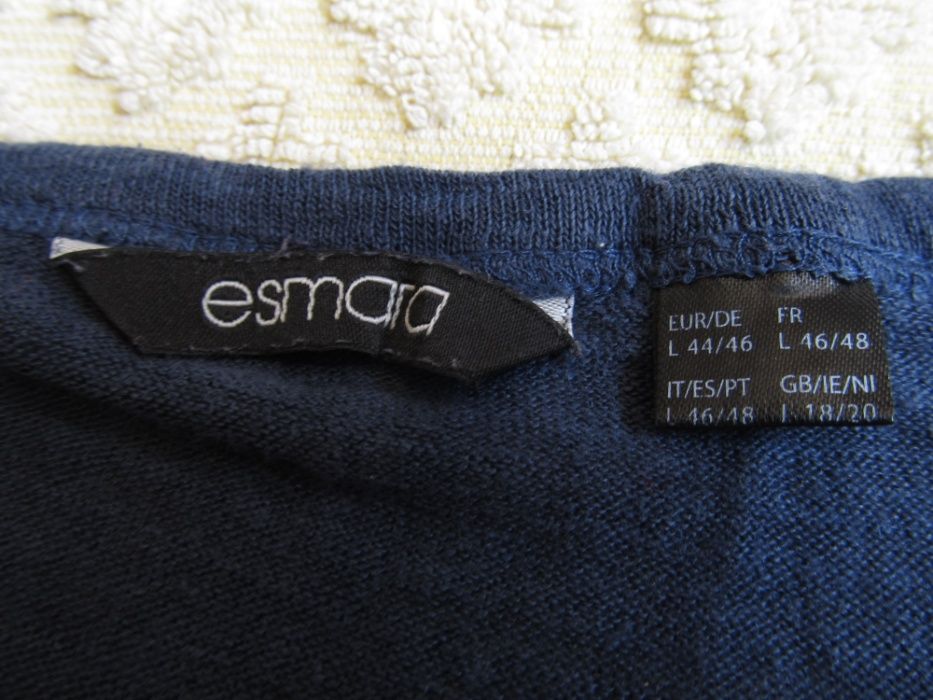 esmara
EUR/DE FR
L 44/46 L 46/48
IT/ES/PT GB/IE/NI
L 46/48 L 18/20